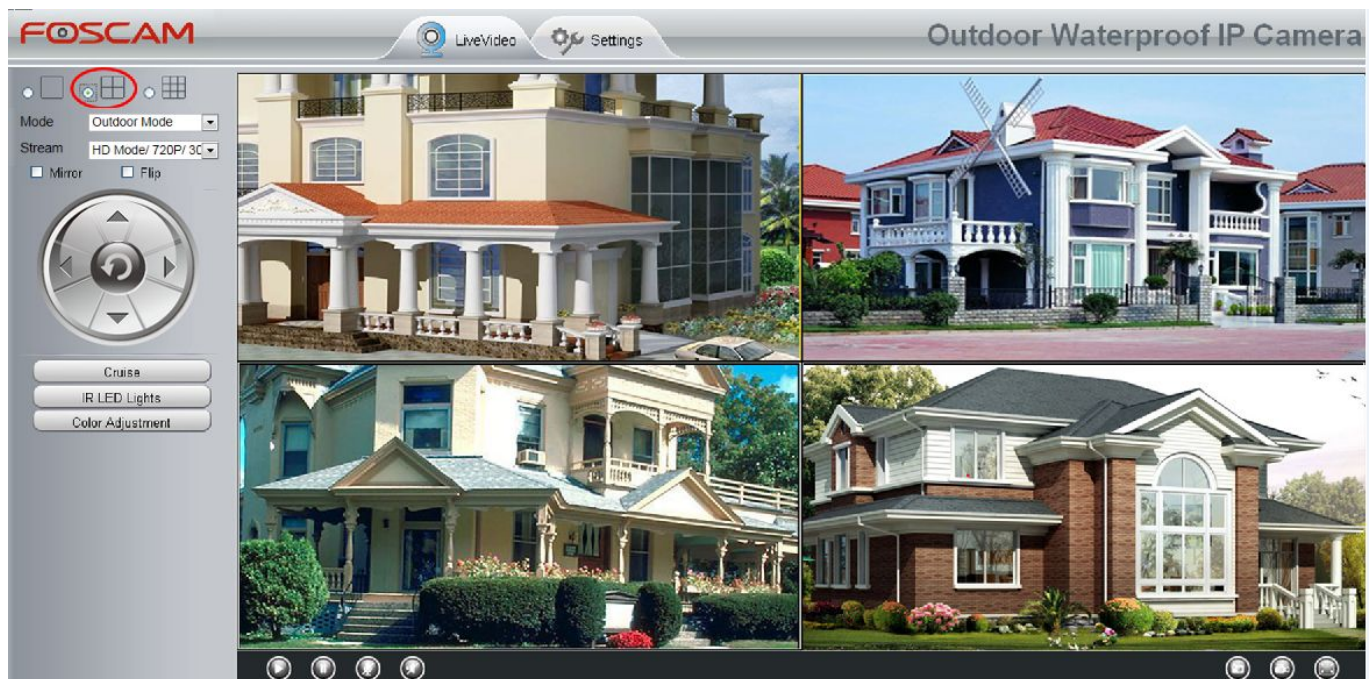 FOSCAM
LiveVideo
Settings
Outdoor Waterproof IP Camera
Mode
Outdoor Mode
Stream
HD Mode/ 720P/ 30
Mirror
Flip
Cruise
IR LED Lights
Color Adjustment